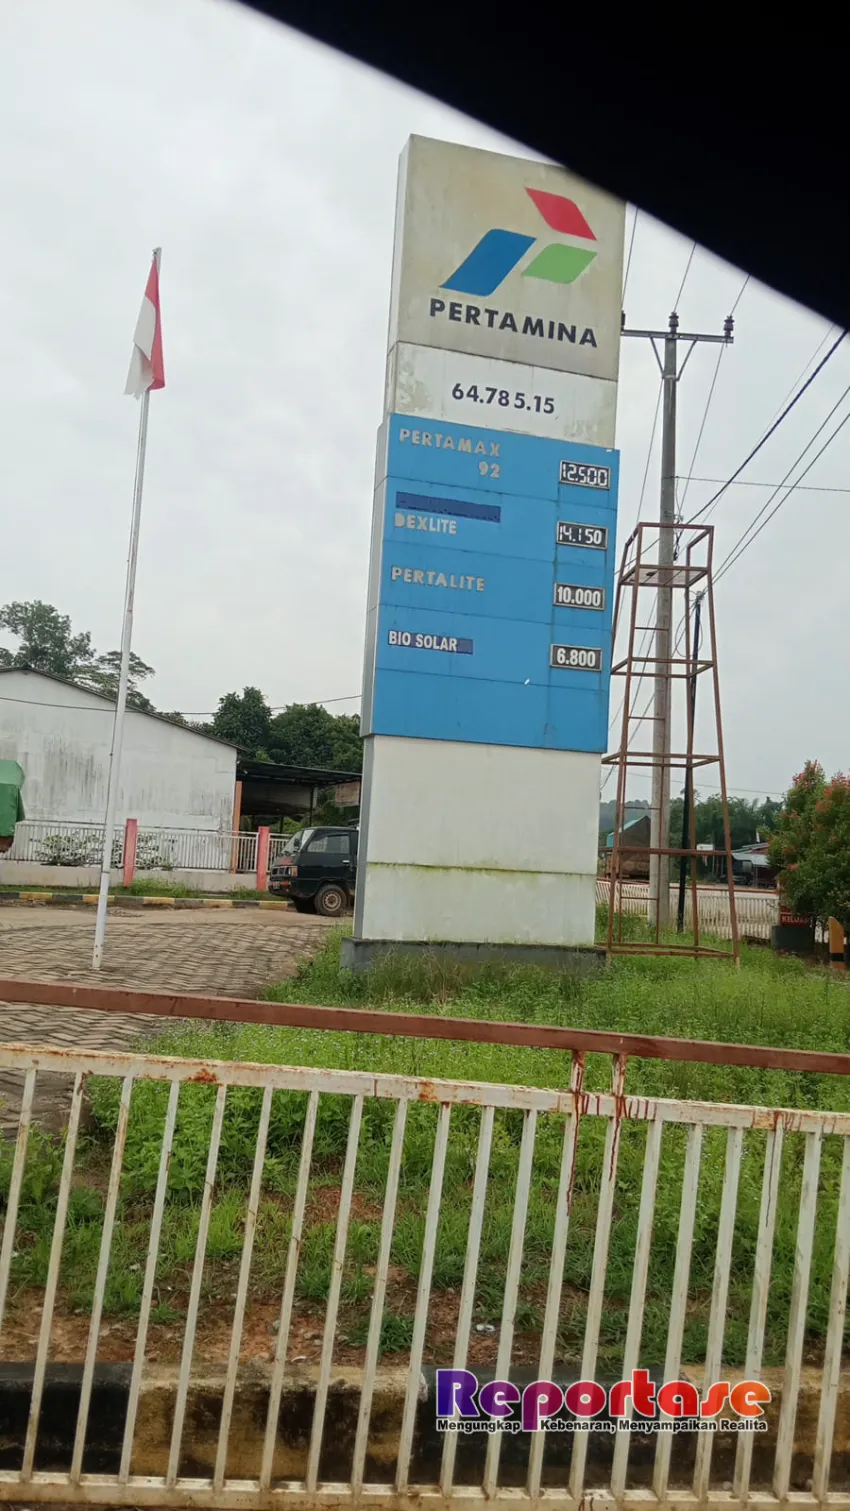 PERTAMINA
64.785.15
PERTAMAX
92
12.500
DEXLITE
14.150
PERTALITE
10.000
BIO SOLAR
6.800
Reportase
Mengungkap Kebenaran, Menyampaikan Realita